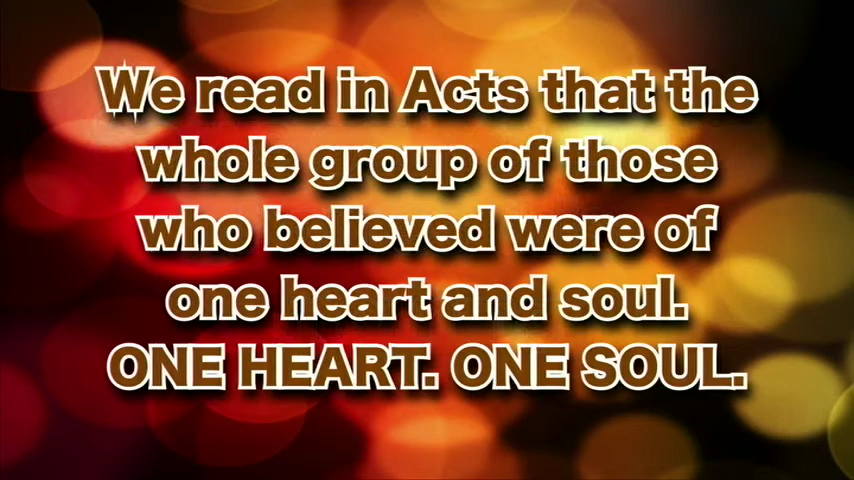 We read in Acts that the
whole group of those
who believed were of
one heart and soul.
ONE HEART. ONE SOUL.